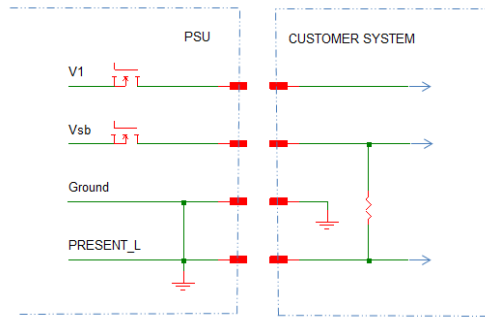 PSU
CUSTOMER SYSTEM
V1
Vsb
Ground
PRESENT_L